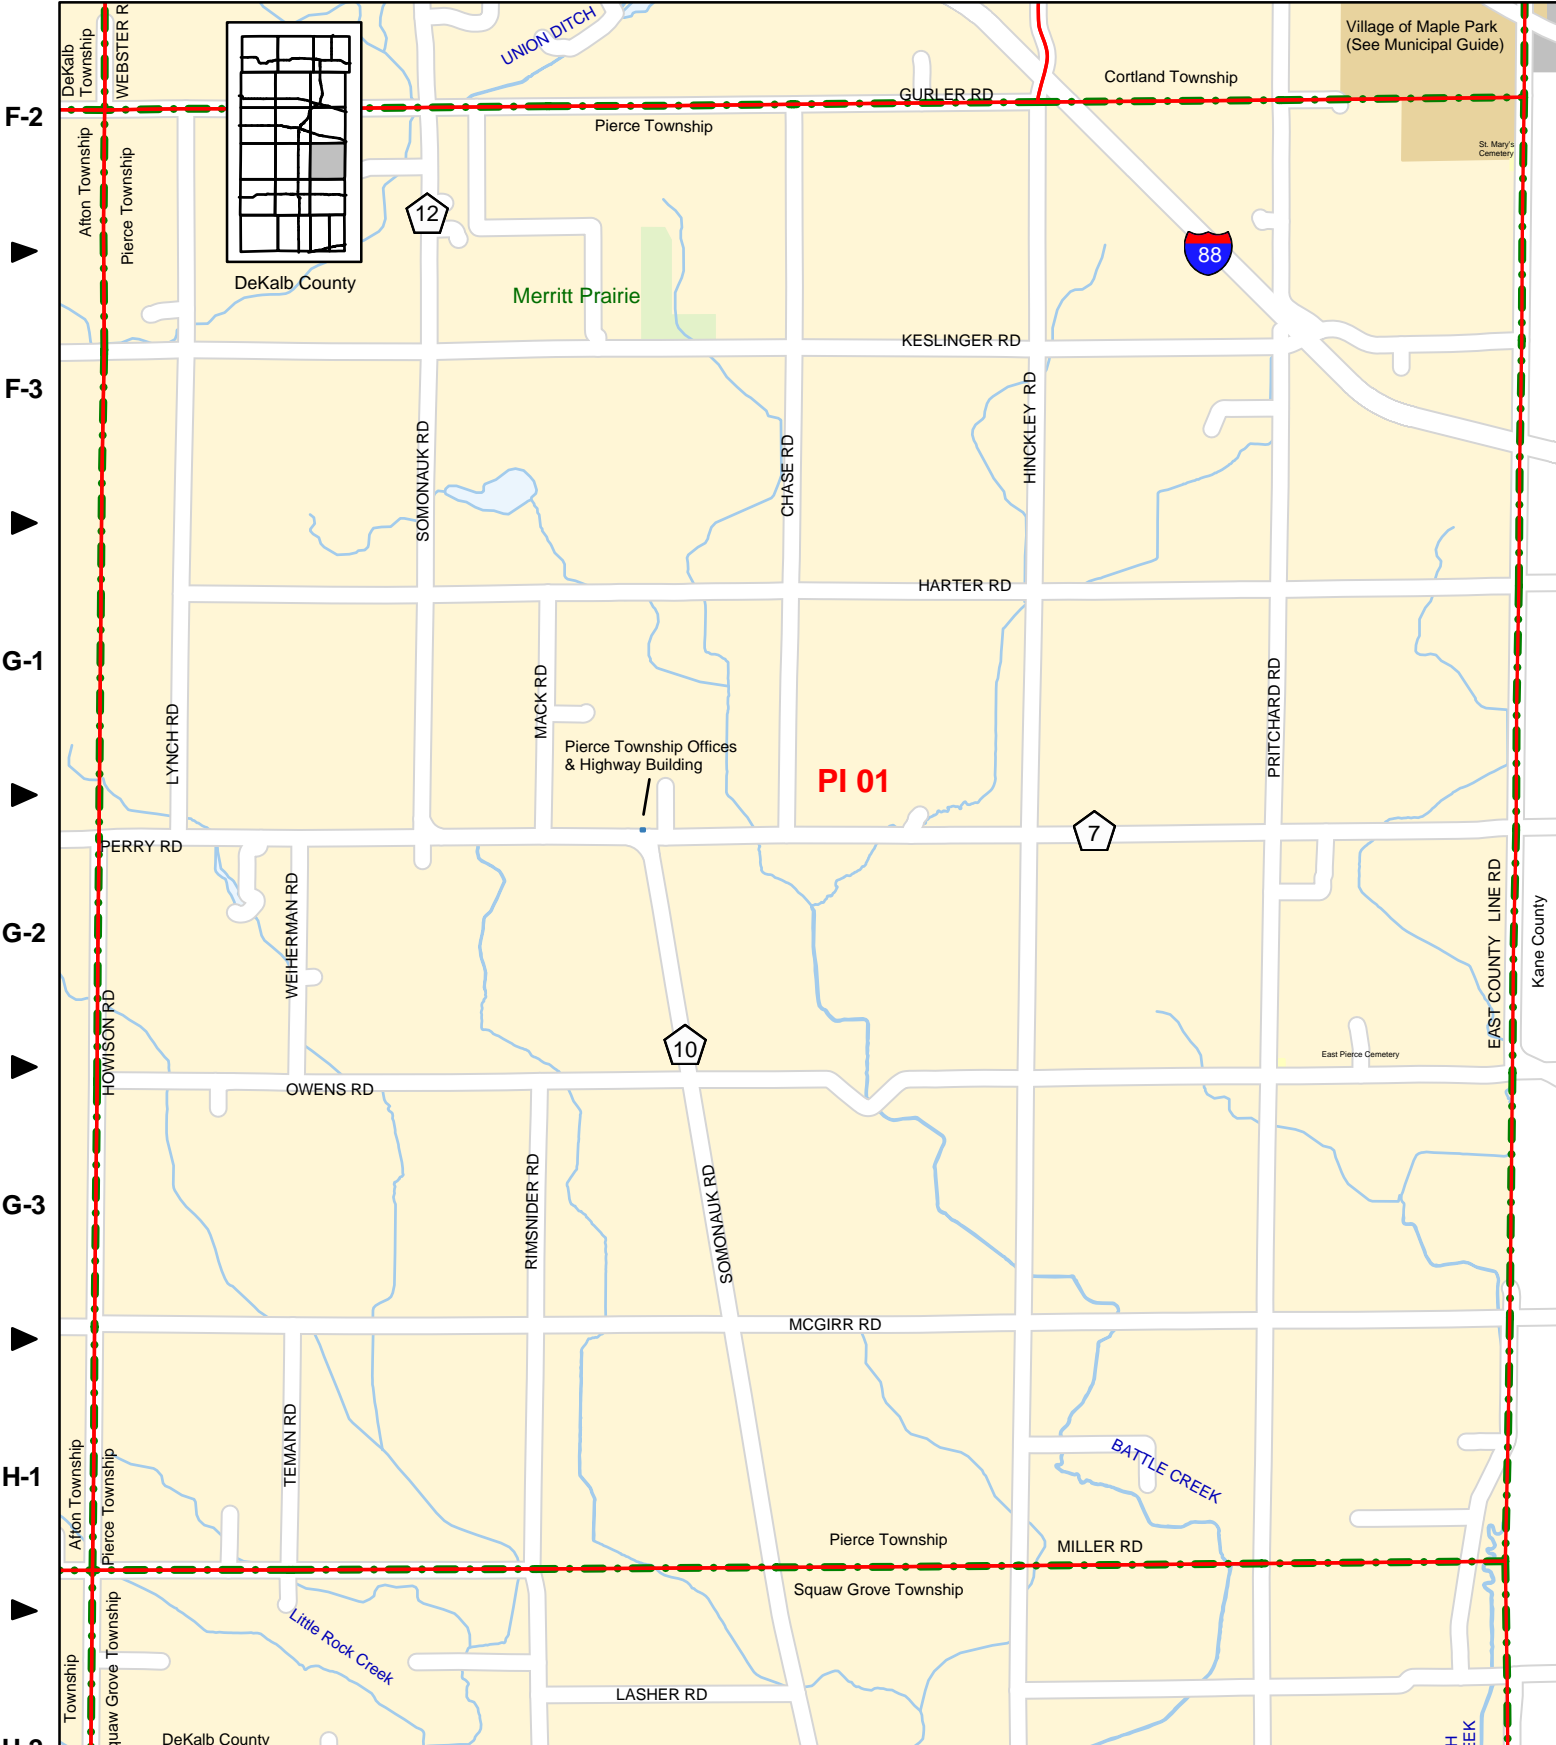 DeKalb
Township
WEBSTER R
UNION DITCH
Village of Maple Park
(See Municipal Guide)
Cortland Township
GURLER RD
F-2
Pierce Township
St. Mary's
Cemetery
Afton Township
Pierce Township
12
88
DeKalb County
Merritt Prairie
KESLINGER RD
F-3
HINCKLEY RD
SOMONAUK RD
CHASE RD
HARTER RD
G-1
MACK RD
LYNCH RD
PRITCHARD RD
Pierce Township Offices
& Highway Building
PI 01
7
PERRY RD
WEIHERMAN RD
EAST COUNTY LINE RD
Kane County
G-2
HOWISON RD
10
East Pierce Cemetery
OWENS RD
G-3
RIMSNIDER RD
SOMONAUK RD
MCGIRR RD
TEMAN RD
Afton Township
Pierce Township
H-1
BATTLE CREEK
Pierce Township
MILLER RD
Squaw Grove Township
Little Rock Creek
Township
quaw Grove Township
LASHER RD
DeKalb County
H
EEK